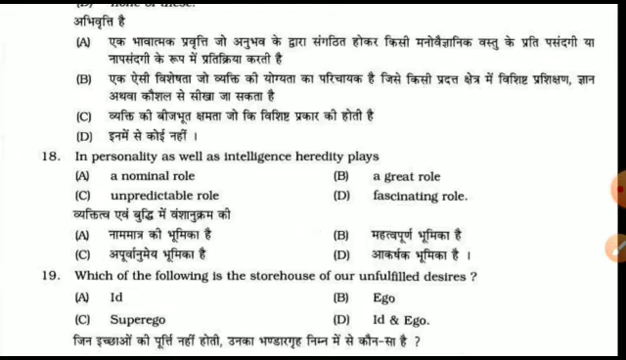 (D) none of these.
अभिवृत्ति है
(A) एक भावात्मक प्रवृत्ति जो अनुभव के द्वारा संगठित होकर किसी मनोवैज्ञानिक वस्तु के प्रति पसंदगी या
नापसंदगी के रूप में प्रतिक्रिया करती है
(B) एक ऐसी विशेषता जो व्यक्ति की योग्यता का परिचायक है जिसे किसी प्रदत्त क्षेत्र में विशिष्ट प्रशिक्षण, ज्ञान
अथवा कौशल से सीखा जा सकता है
(C) व्यक्ति की बीजभूत क्षमता जो कि विशिष्ट प्रकार की होती है
(D) इनमें से कोई नहीं ।
18. In personality as well as intelligence heredity plays
(A) a nominal role (B) a great role
(C) unpredictable role (D) fascinating role.
व्यक्तित्व एवं बुद्धि में वंशानुक्रम की
(A) नाममात्र की भूमिका है (B) महत्वपूर्ण भूमिका है
(C) अपूर्वानुमेय भूमिका है (D) आकर्षक भूमिका है ।
19. Which of the following is the storehouse of our unfulfilled desires ?
(A) Id (B) Ego
(C) Superego (D) Id & Ego.
जिन इच्छाओं की पूर्त्ति नहीं होती, उनका भण्डारगृह निम्न में से कौन-सा है ?